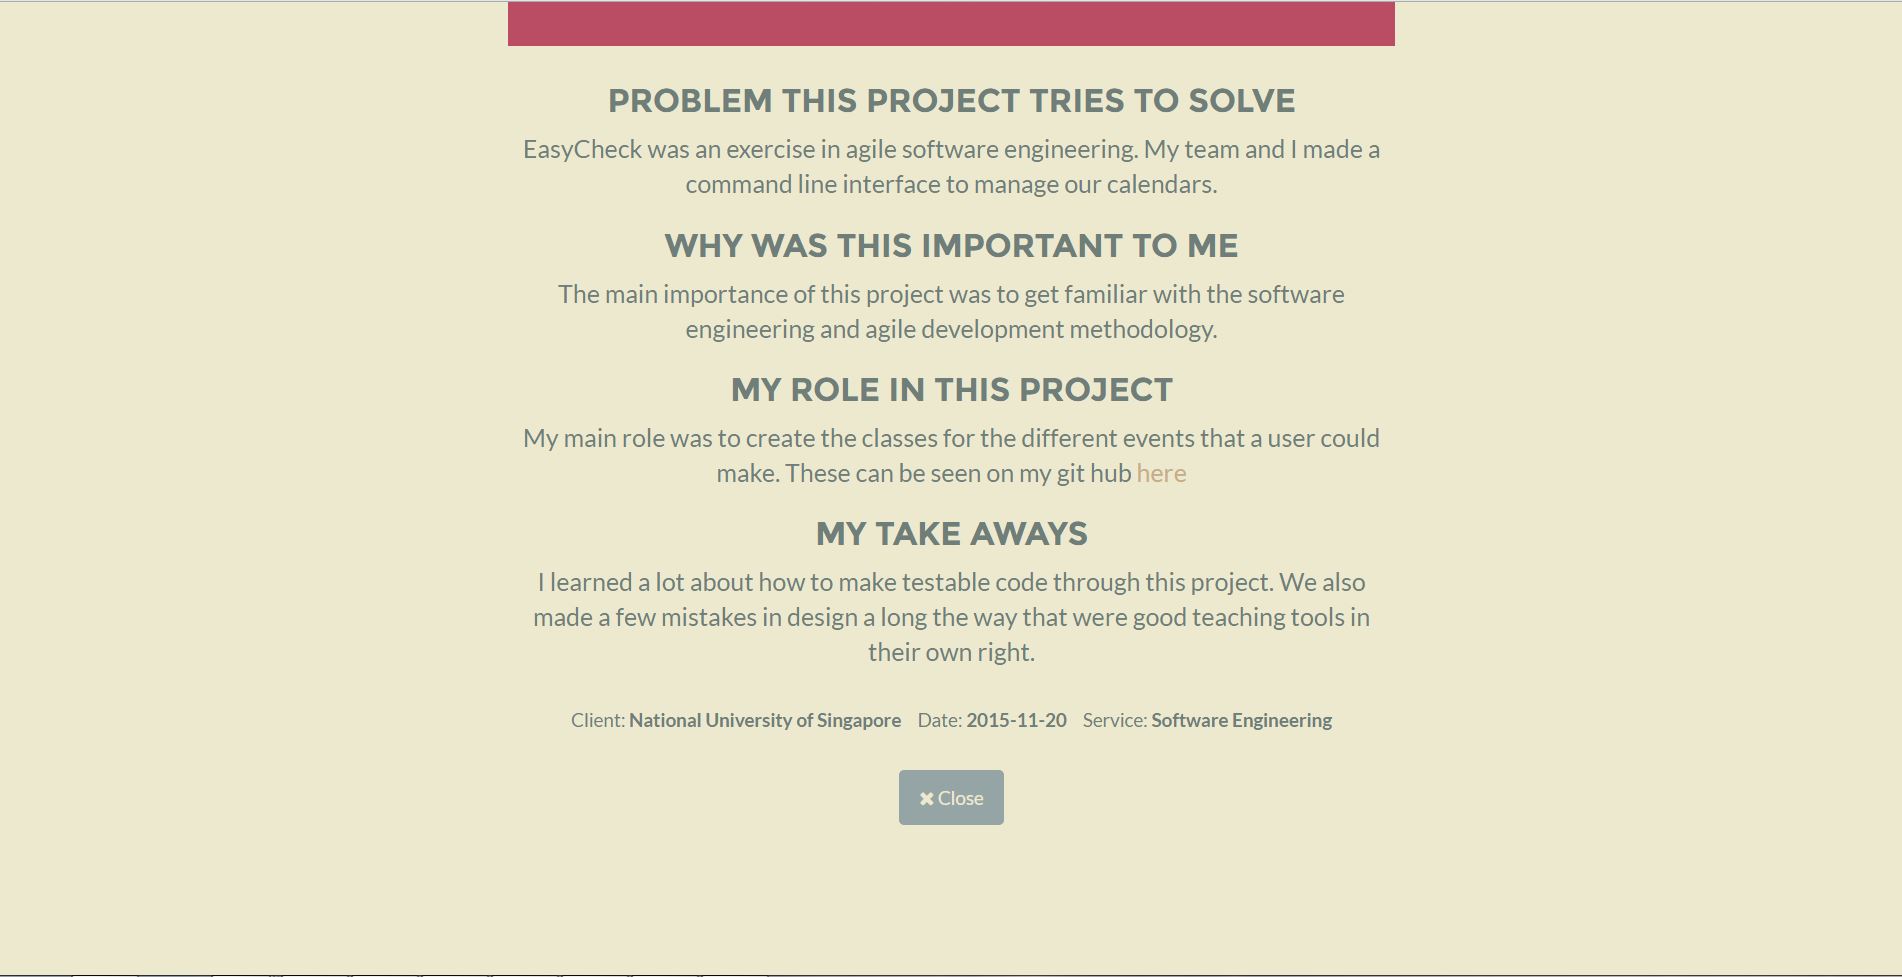 PROBLEM THIS PROJECT TRIES TO SOLVE
EasyCheck was an exercise in agile software engineering. My team and I made a
command line interface to manage our calendars.
WHY WAS THIS IMPORTANT TO ME
The main importance of this project was to get familiar with the software
engineering and agile development methodology.
MY ROLE IN THIS PROJECT
My main role was to create the classes for the different events that a user could
make. These can be seen on my git hub here
MY TAKE AWAYS
I learned a lot about how to make testable code through this project. We also
made a few mistakes in design a long the way that were good teaching tools in
their own right.
Client: National University of Singapore Date: 2015-11-20 Service: Software Engineering
✖ Close